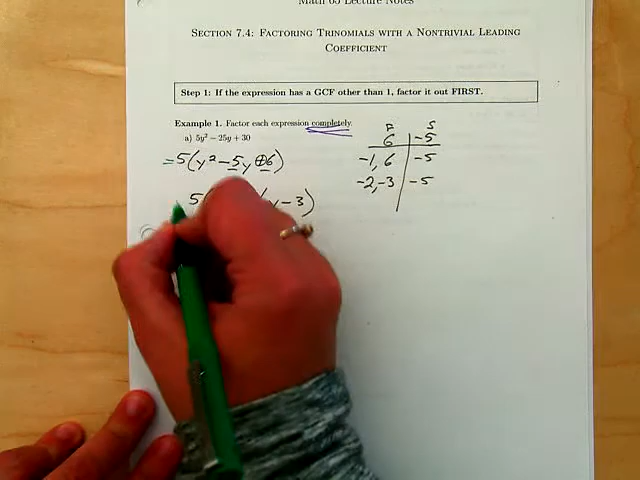 Math 65 Lecture Notes
SECTION 7.4: FACTORING TRINOMIALS WITH A NONTRIVIAL LEADING
COEFFICIENT
Step 1: If the expression has a GCF other than 1, factor it out FIRST.
Example 1. Factor each expression completely.
a) 5y² − 25y + 30
= 5(y² − 5y + 6)
5( y − 3)
P S
6 −5
−1, 6 −5
−2, −3 −5